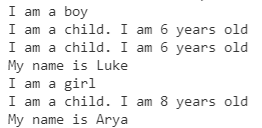 I am a boy
I am a child. I am 6 years old
I am a child. I am 6 years old
My name is Luke
I am a girl
I am a child. I am 8 years old
My name is Arya